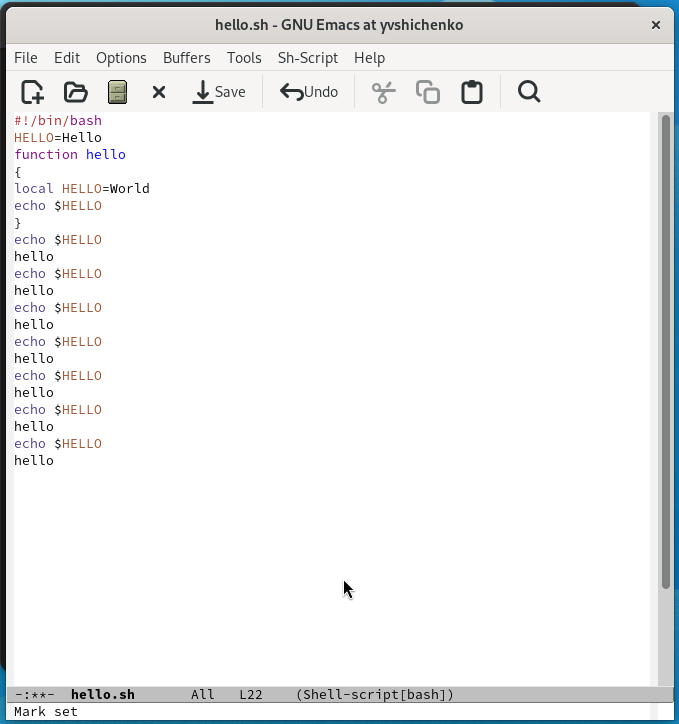 hello.sh - GNU Emacs at yvshichenko
File Edit Options Buffers Tools Sh-Script Help
Save Undo
#!/bin/bash
HELLO=Hello
function hello
{
local HELLO=World
echo $HELLO
}
echo $HELLO
hello
echo $HELLO
hello
echo $HELLO
hello
echo $HELLO
hello
echo $HELLO
hello
echo $HELLO
hello
echo $HELLO
hello
-:**- hello.sh All L22 (Shell-script[bash])
Mark set